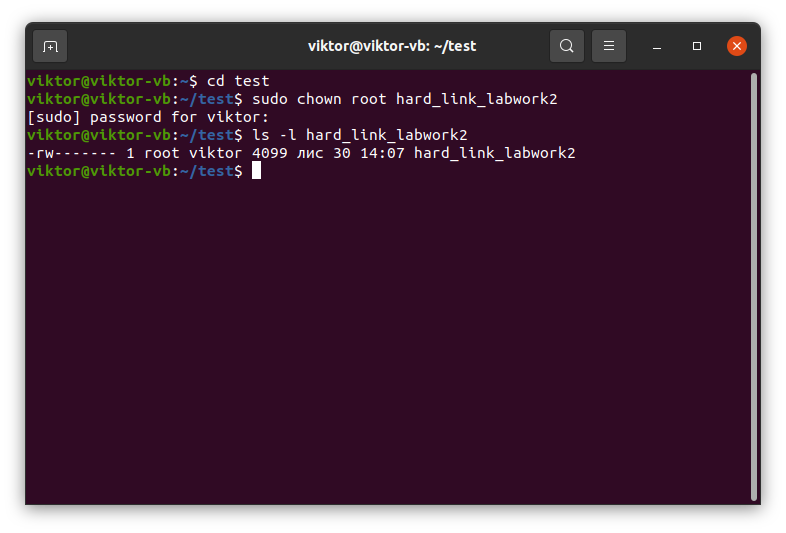 viktor@viktor-vb: ~/test
viktor@viktor-vb:~$ cd test
viktor@viktor-vb:~/test$ sudo chown root hard_link_labwork2
[sudo] password for viktor:
viktor@viktor-vb:~/test$ ls -l hard_link_labwork2
-rw------- 1 root viktor 4099 лис 30 14:07 hard_link_labwork2
viktor@viktor-vb:~/test$